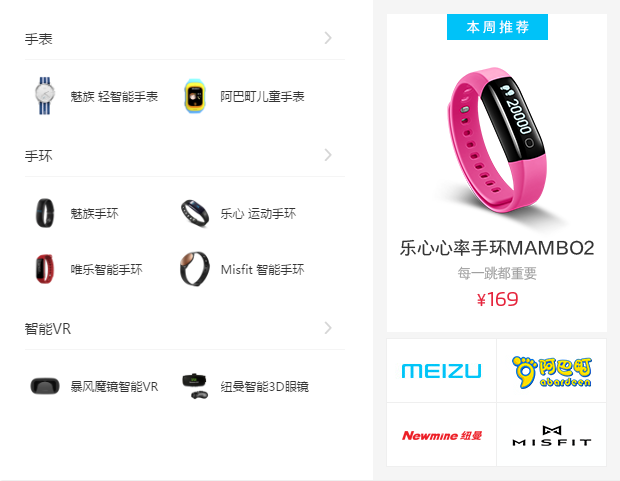 手表
魅族 轻智能手表
阿巴町儿童手表
手环
魅族手环
乐心 运动手环
唯乐智能手环
Misfit 智能手环
智能VR
暴风魔镜智能VR
纽曼智能3D眼镜
本周推荐
20000
乐心心率手环MAMBO2
每一跳都重要
¥169
MEIZU
阿巴町
abardeen
Newmine 纽曼
MISFIT